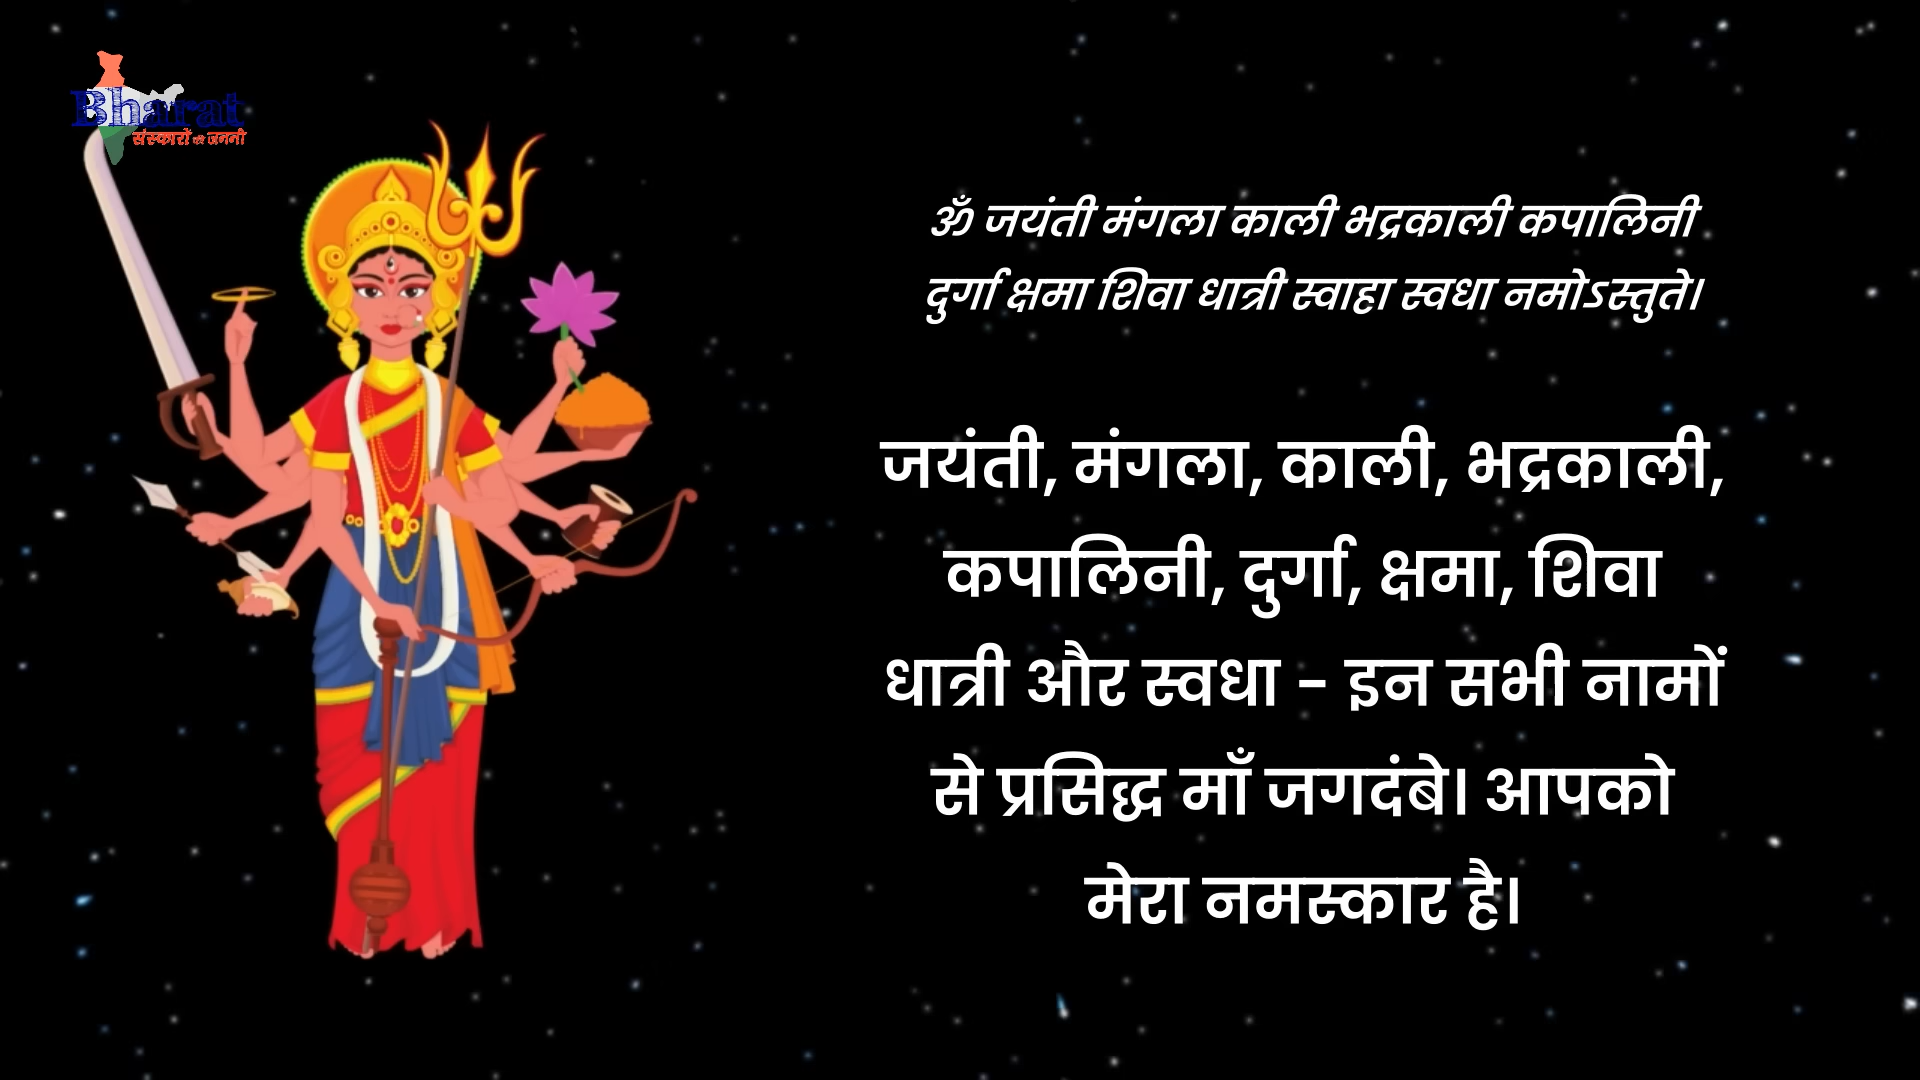 Bharat
संस्कारों की जननी
ॐ जयंती मंगला काली भद्रकाली कपालिनी
दुर्गा क्षमा शिवा धात्री स्वाहा स्वधा नमोऽस्तुते।
जयंती, मंगला, काली, भद्रकाली,
कपालिनी, दुर्गा, क्षमा, शिवा
धात्री और स्वधा - इन सभी नामों
से प्रसिद्ध माँ जगदंबे। आपको
मेरा नमस्कार है।